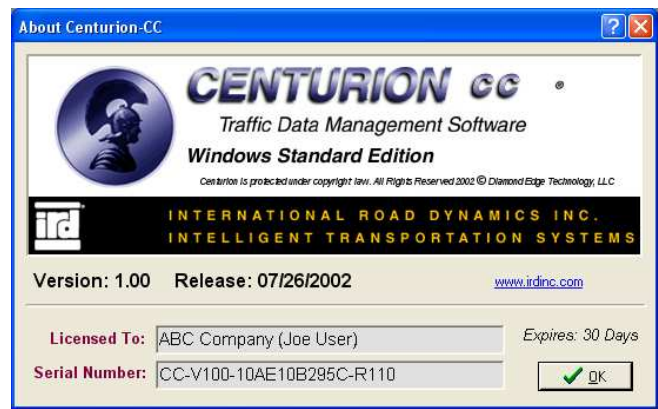 About Centurion-CC
CENTURION CC ®
Traffic Data Management Software
Windows Standard Edition
Centurion is protected under copyright law. All Rights Reserved 2002 © Diamond Edge Technology, LLC
ird
INTERNATIONAL ROAD DYNAMICS INC.
INTELLIGENT TRANSPORTATION SYSTEMS
Version: 1.00 Release: 07/26/2002 www.irdinc.com
Licensed To: ABC Company (Joe User) Expires: 30 Days
Serial Number: CC-V100-10AE10B295C-R110 OK